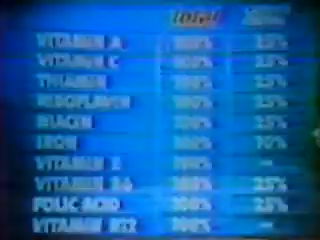 TOTAL
VITAMIN A 100% 25%
VITAMIN C 100% 25%
THIAMIN 100% 25%
RIBOFLAVIN 100% 25%
NIACIN 100% 25%
IRON 100% 10%
VITAMIN E 100% —
VITAMIN B6 100% 25%
FOLIC ACID 100% 25%
VITAMIN B12 100% —